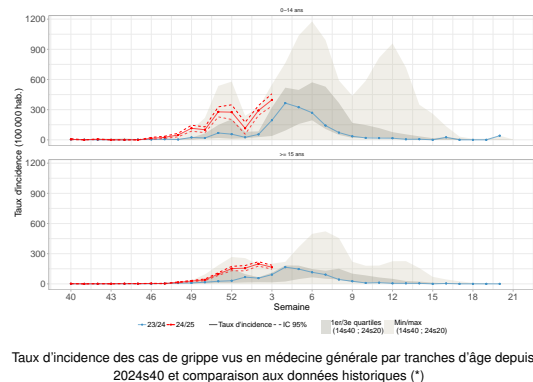 0−14 ans
1200
900
600
300
0
>= 15 ans
1200
900
600
300
0
Taux d'incidence (100 000 hab.)
40 43 46 49 52 3 6 9 12 15 18 21
Semaine
23/24 24/25 Taux d'incidence IC 95% 1er/3e quartiles (14s40 ; 24s20) Min/max (14s40 ; 24s20)
Taux d'incidence des cas de grippe vus en médecine générale par tranches d'âge depuis
2024s40 et comparaison aux données historiques (*)